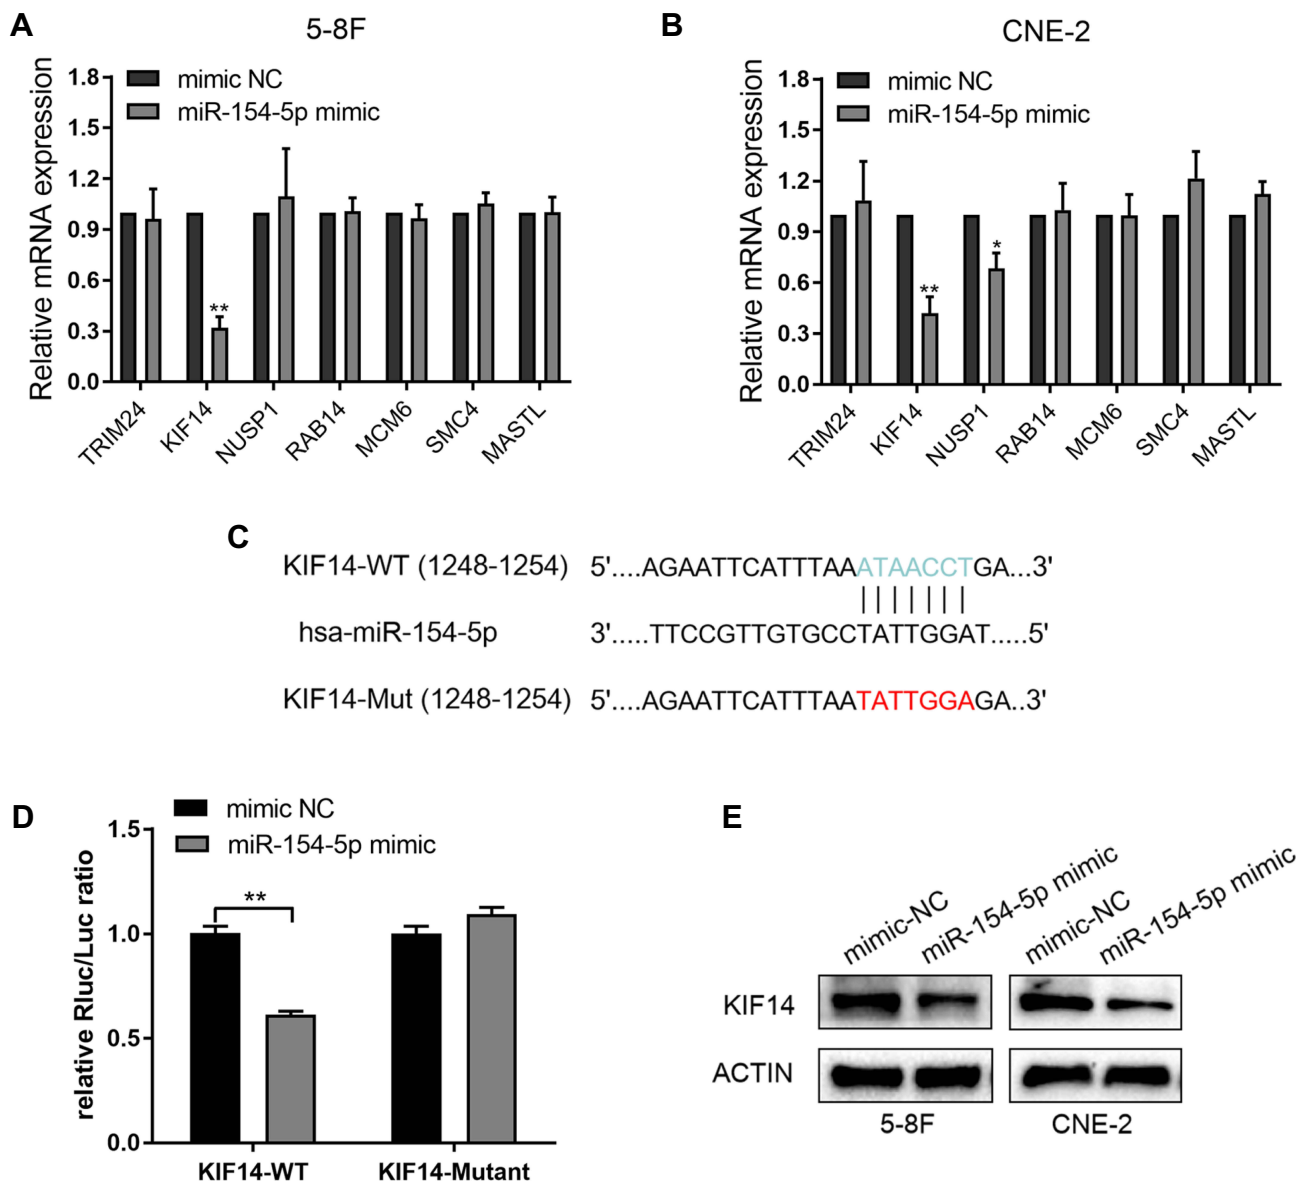 A
5-8F
Relative mRNA expression
1.8
1.5
1.2
0.9
0.6
0.3
0.0
mimic NC
miR-154-5p mimic
**
TRIM24
KIF14
NUSP1
RAB14
MCM6
SMC4
MASTL
B
CNE-2
Relative mRNA expression
1.8
1.5
1.2
0.9
0.6
0.3
0.0
mimic NC
miR-154-5p mimic
**
*
TRIM24
KIF14
NUSP1
RAB14
MCM6
SMC4
MASTL
C
KIF14-WT (1248-1254) 5'....AGAATTCATTTAAATAACCTGA...3'
hsa-miR-154-5p 3'.....TTCCGTTGTGCCTATTGGAT.....5'
KIF14-Mut (1248-1254) 5'....AGAATTCATTTAATATTGGAGA..3'
D
mimic NC
miR-154-5p mimic
relative Rluc/Luc ratio
1.5
1.0
0.5
0.0
**
KIF14-WT
KIF14-Mutant
E
mimic-NC
miR-154-5p mimic
mimic-NC
miR-154-5p mimic
KIF14
ACTIN
5-8F
CNE-2